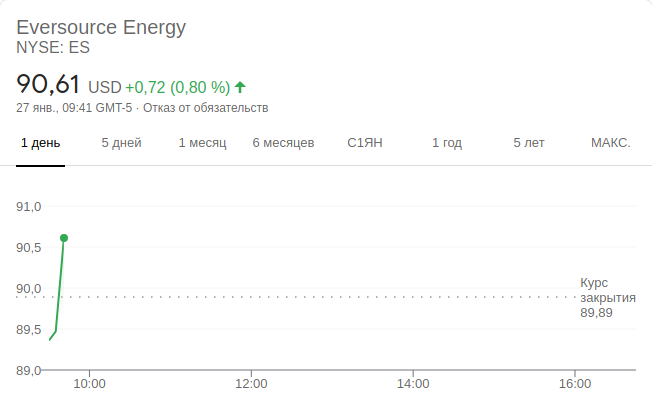 Eversource Energy
NYSE: ES
90,61 USD +0,72 (0,80 %)
27 янв., 09:41 GMT-5 · Отказ от обязательств
1 день 5 дней 1 месяц 6 месяцев С1ЯН 1 год 5 лет МАКС.
91,0
90,5
90,0
89,5
89,0
Курс
закрытия
89,89
10:00 12:00 14:00 16:00